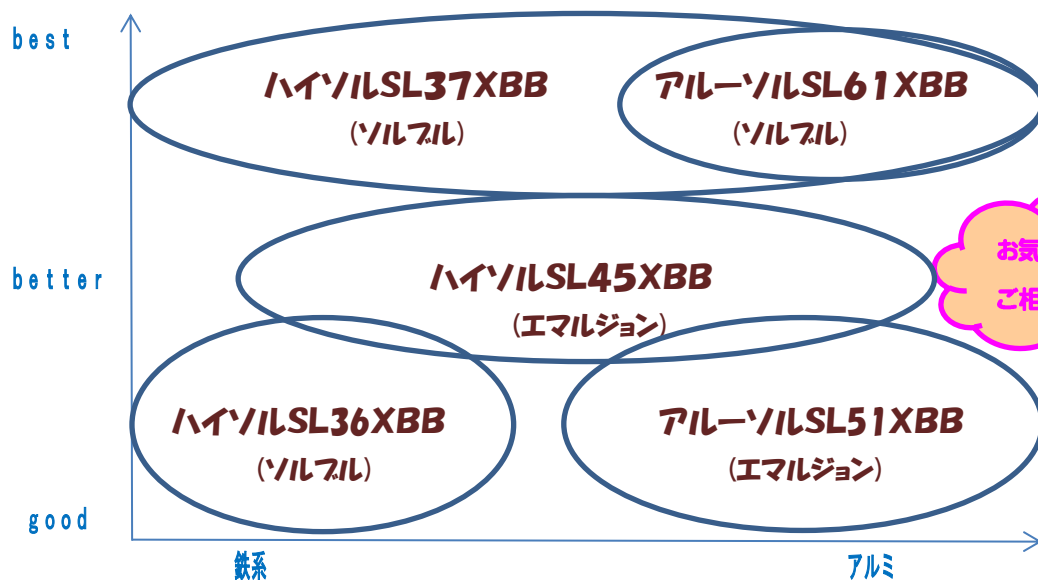 best
ハイソルSL37XBB
(ソルブル)
アルーソルSL61XBB
(ソルブル)
better
ハイソルSL45XBB
(エマルジョン)
お気
ご相
ハイソルSL36XBB
(ソルブル)
アルーソルSL51XBB
(エマルジョン)
good
鉄系
アルミ